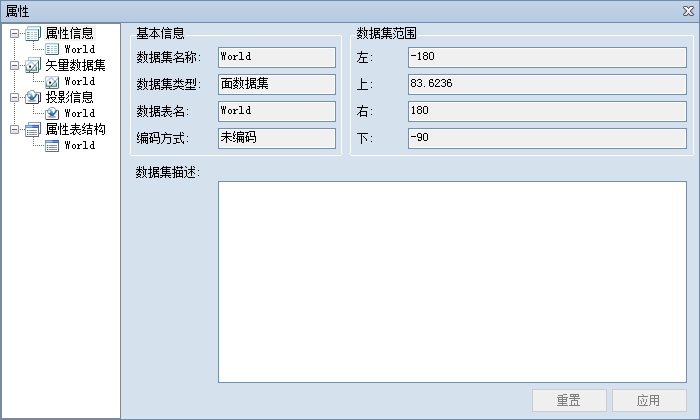 属性
属性信息
World
矢量数据集
World
投影信息
World
属性表结构
World
基本信息
数据集名称: World
数据集类型: 面数据集
数据表名: World
编码方式: 未编码
数据集范围
左: -180
上: 83.6236
右: 180
下: -90
数据集描述:
重置 应用